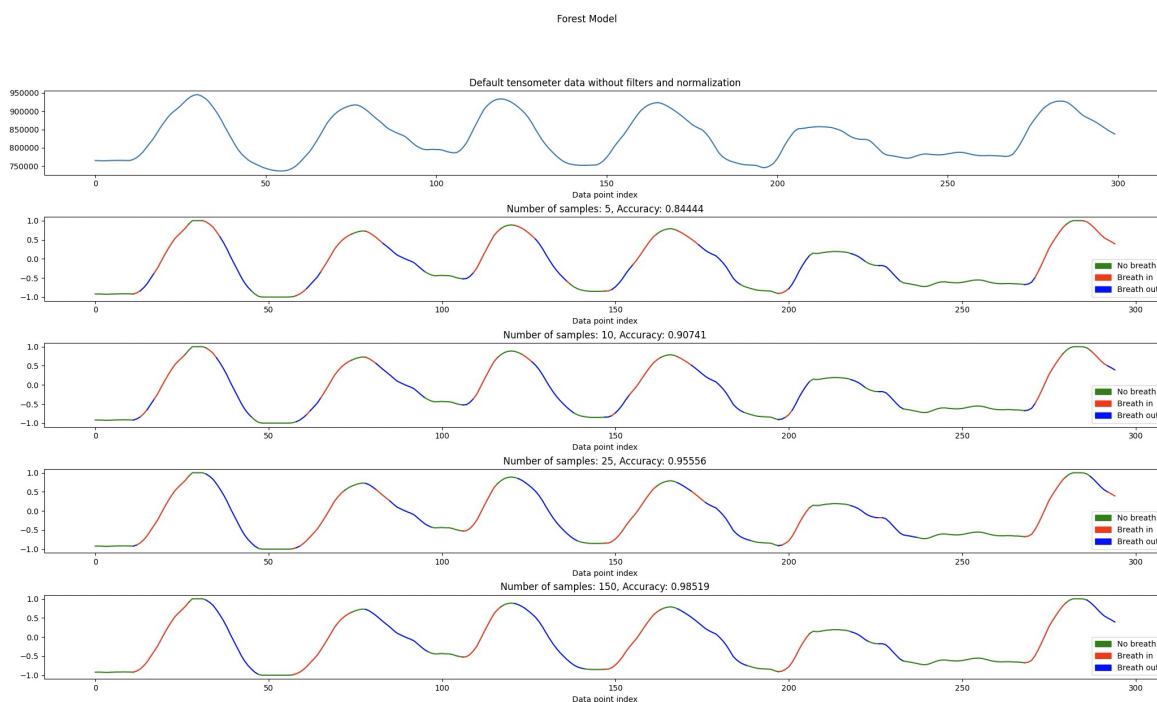 Forest Model
Default tensometer data without filters and normalization
950000
900000
850000
800000
750000
0 50 100 150 200 250 300
Data point index
Number of samples: 5, Accuracy: 0.84444
1.0
0.5
0.0
−0.5
−1.0
No breath
Breath in
Breath out
0 50 100 150 200 250 300
Data point index
Number of samples: 10, Accuracy: 0.90741
1.0
0.5
0.0
−0.5
−1.0
No breath
Breath in
Breath out
0 50 100 150 200 250 300
Data point index
Number of samples: 25, Accuracy: 0.95556
1.0
0.5
0.0
−0.5
−1.0
No breath
Breath in
Breath out
0 50 100 150 200 250 300
Data point index
Number of samples: 150, Accuracy: 0.98519
1.0
0.5
0.0
−0.5
−1.0
No breath
Breath in
Breath out
0 50 100 150 200 250 300
Data point index